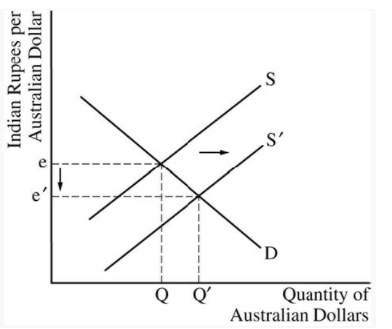 Indian Rupees per
Australian Dollar
S
S′
e
e′
D
Q Q′
Quantity of
Australian Dollars